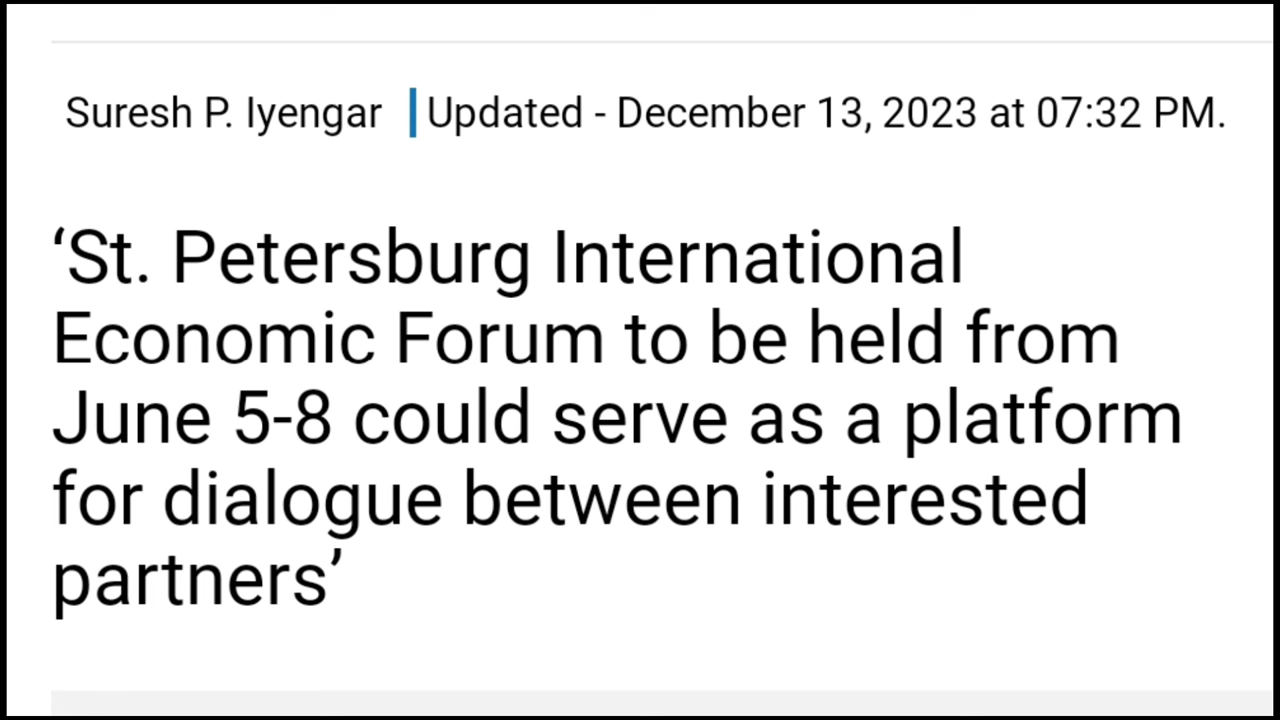 Suresh P. Iyengar | Updated - December 13, 2023 at 07:32 PM.
‘St. Petersburg International
Economic Forum to be held from
June 5-8 could serve as a platform
for dialogue between interested
partners’